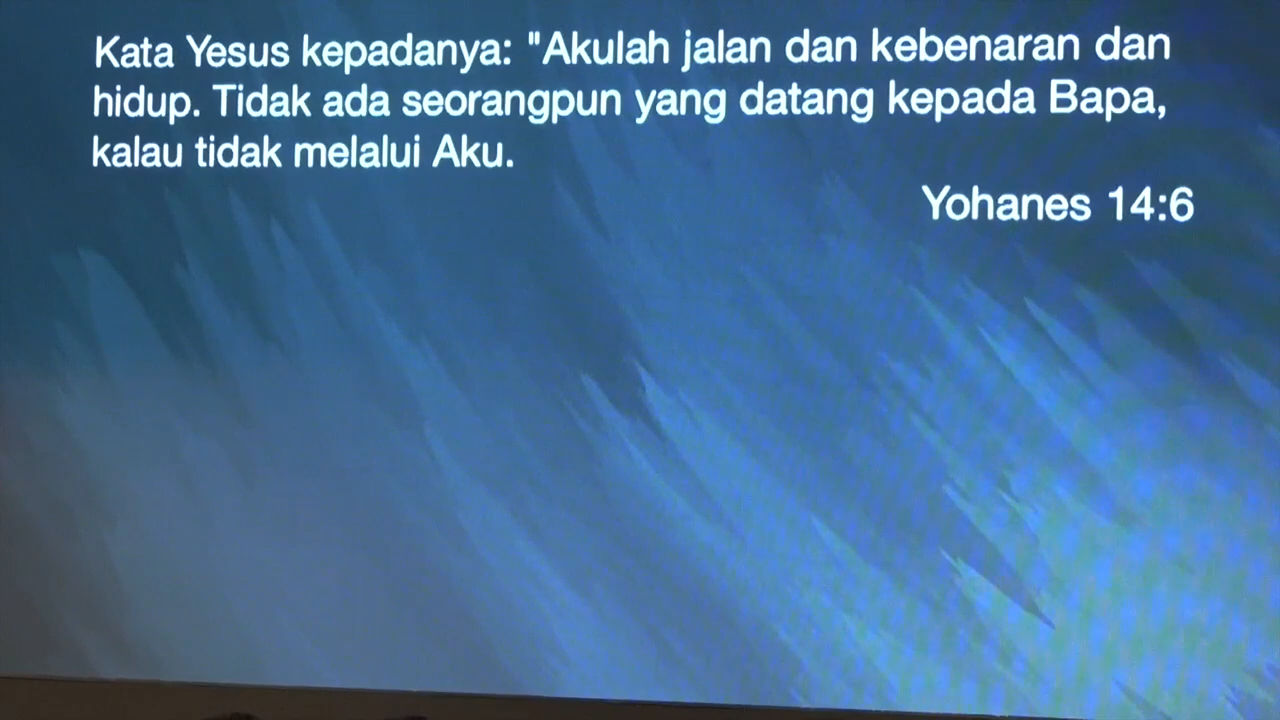 Kata Yesus kepadanya: "Akulah jalan dan kebenaran dan
hidup. Tidak ada seorangpun yang datang kepada Bapa,
kalau tidak melalui Aku.
Yohanes 14:6